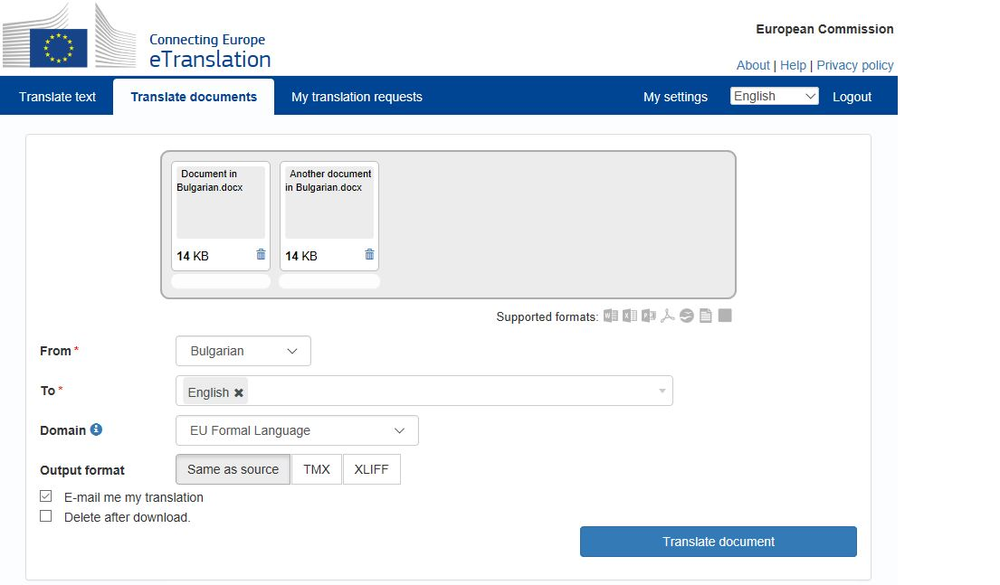 Connecting Europe
eTranslation
European Commission
About | Help | Privacy policy
Translate text Translate documents My translation requests My settings English Logout
Document in
Bulgarian.docx
14 KB
Another document
in Bulgarian.docx
14 KB
Supported formats:
From * Bulgarian
To * English
Domain EU Formal Language
Output format Same as source TMX XLIFF
E-mail me my translation
Delete after download.
Translate document